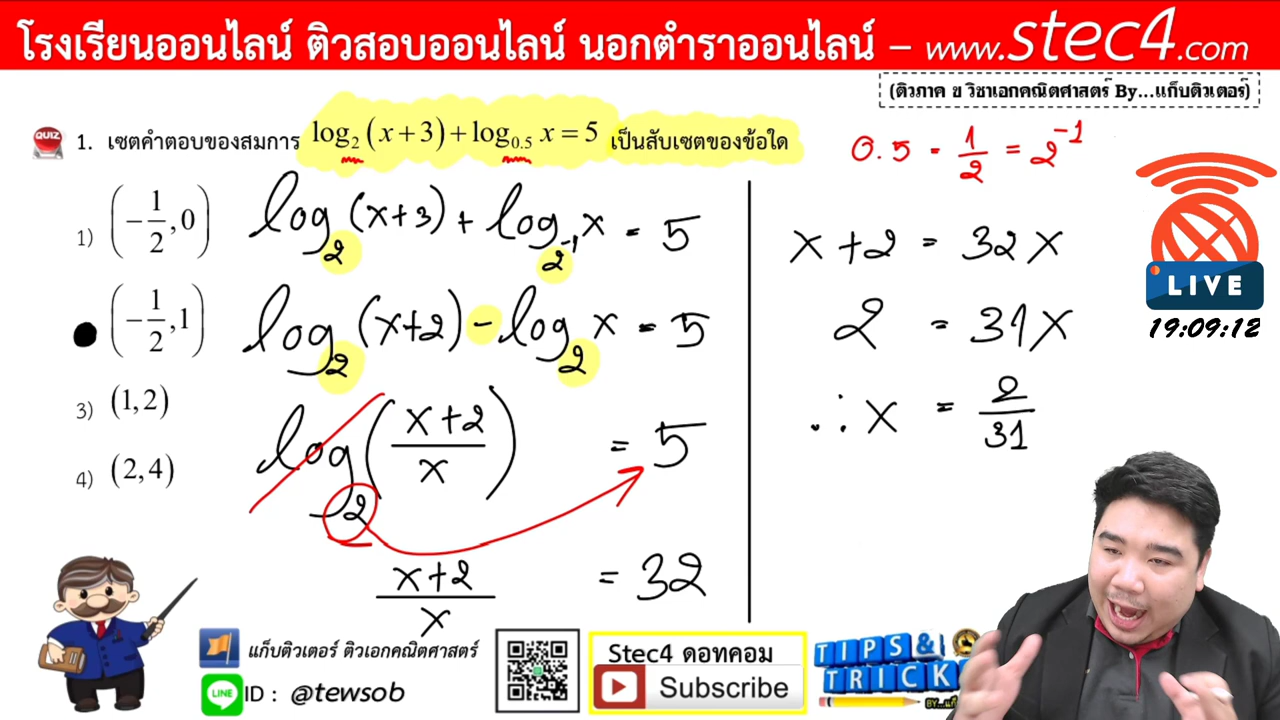 โรงเรียนออนไลน์ ติวสอบออนไลน์ นอกตำราออนไลน์ – www.stec4.com
(ติวภาค ข วิชาเอกคณิตศาสตร์ By...แก็บติวเตอร์)
QUIZ 1. เซตคำตอบของสมการ log₂(x+3)+log₀.₅ x=5 เป็นสับเซตของข้อใด
0.5 = 1/2 = 2⁻¹
1) (-1/2,0)
(-1/2,1)
3) (1,2)
4) (2,4)
log₂(x+3) + log₂⁻¹ x = 5
log₂(x+2) - log₂ x = 5
log₂((x+2)/x) = 5
(x+2)/x = 32
x+2 = 32x
2 = 31x
∴ x = 2/31
LIVE
19:09:12
แก็บติวเตอร์ ติวเอกคณิตศาสตร์
LINE ID : @tewsob
Stec4 ดอทคอม
Subscribe
TIPS &
TRICK